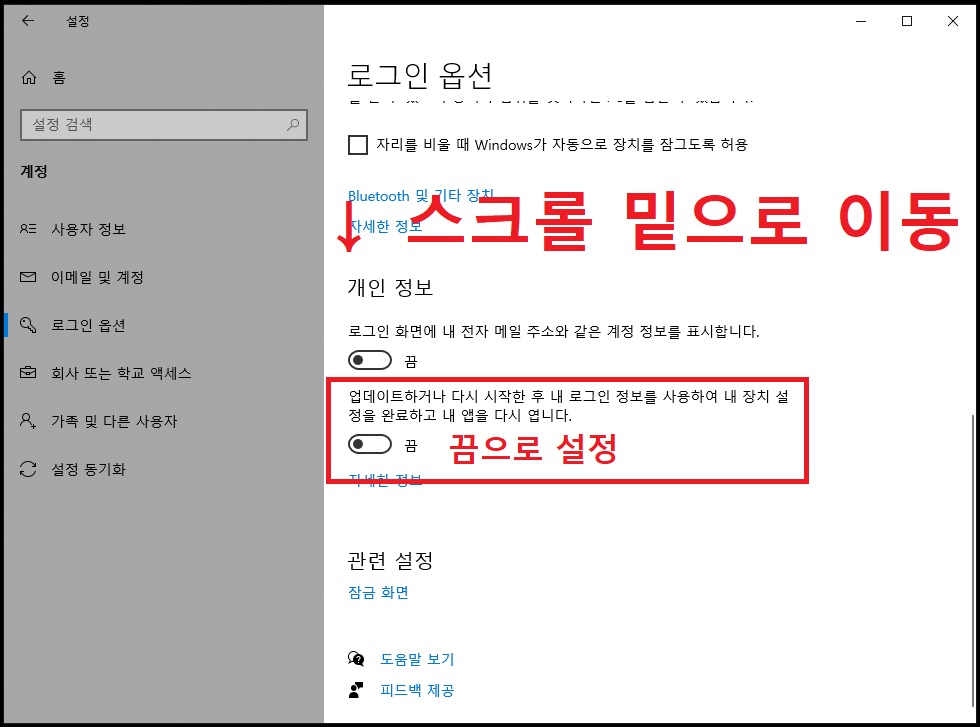 설정
홈
설정 검색
계정
사용자 정보
이메일 및 계정
로그인 옵션
회사 또는 학교 액세스
가족 및 다른 사용자
설정 동기화
로그인 옵션
자리를 비울 때 Windows가 자동으로 장치를 잠그도록 허용
Bluetooth 및 기타 장치
자세한 정보
↓ 스크롤 밑으로 이동
개인 정보
로그인 화면에 내 전자 메일 주소와 같은 계정 정보를 표시합니다.
끔
업데이트하거나 다시 시작한 후 내 로그인 정보를 사용하여 내 장치 설
정을 완료하고 내 앱을 다시 엽니다.
끔
끔으로 설정
자세한 정보
관련 설정
잠금 화면
도움말 보기
피드백 제공